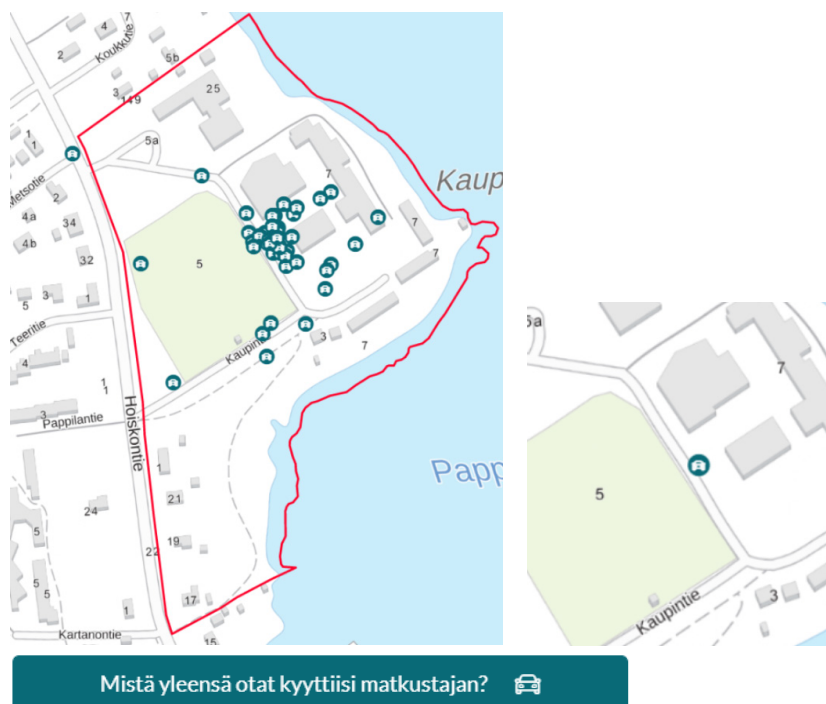 7
4
Koukkutie
2
5b
3
149
25
5a
1
1
Metsotie
2
7
Kaup
4a
34
4b
7
32
5
7
3
1
5
Teeritie
3
7
Kaupint
4
1
1
3
Pappilantie
Hoiskontie
1
Papp
21
24
5
22
19
5
5
17
1
Kartanontie
15
5a
7
5
3
Kaupintie
Mistä yleensä otat kyyttiisi matkustajan?